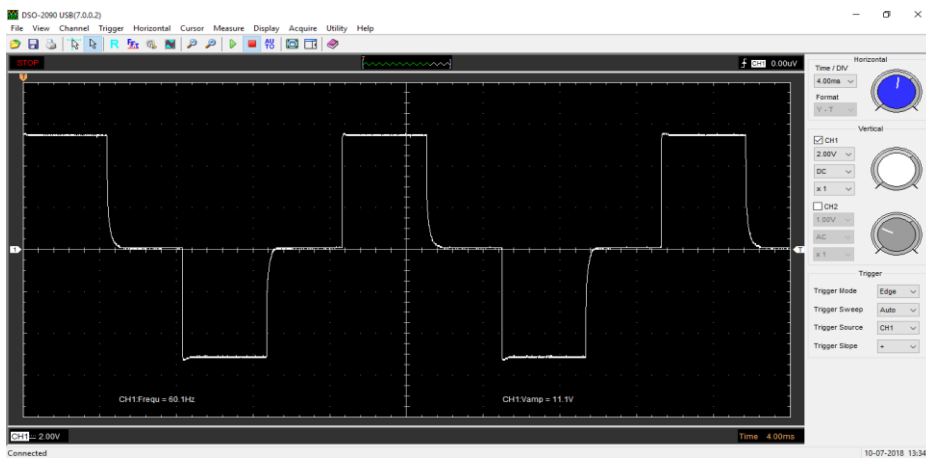 DSO-2090 USB(7.0.0.2)
File View Channel Trigger Horizontal Cursor Measure Display Acquire Utility Help
STOP
CH1 0.00uV
CH1:Frequ = 60.1Hz
CH1:Vamp = 11.1V
CH1 2.00V
Time 4.00ms
Connected
10-07-2018 13:34
Horizontal
Time / DIV
4.00ms
Format
Y - T
Vertical
CH1
2.00V
DC
x 1
CH2
1.00V
AC
x 1
Trigger
Trigger Mode Edge
Trigger Sweep Auto
Trigger Source CH1
Trigger Slope +